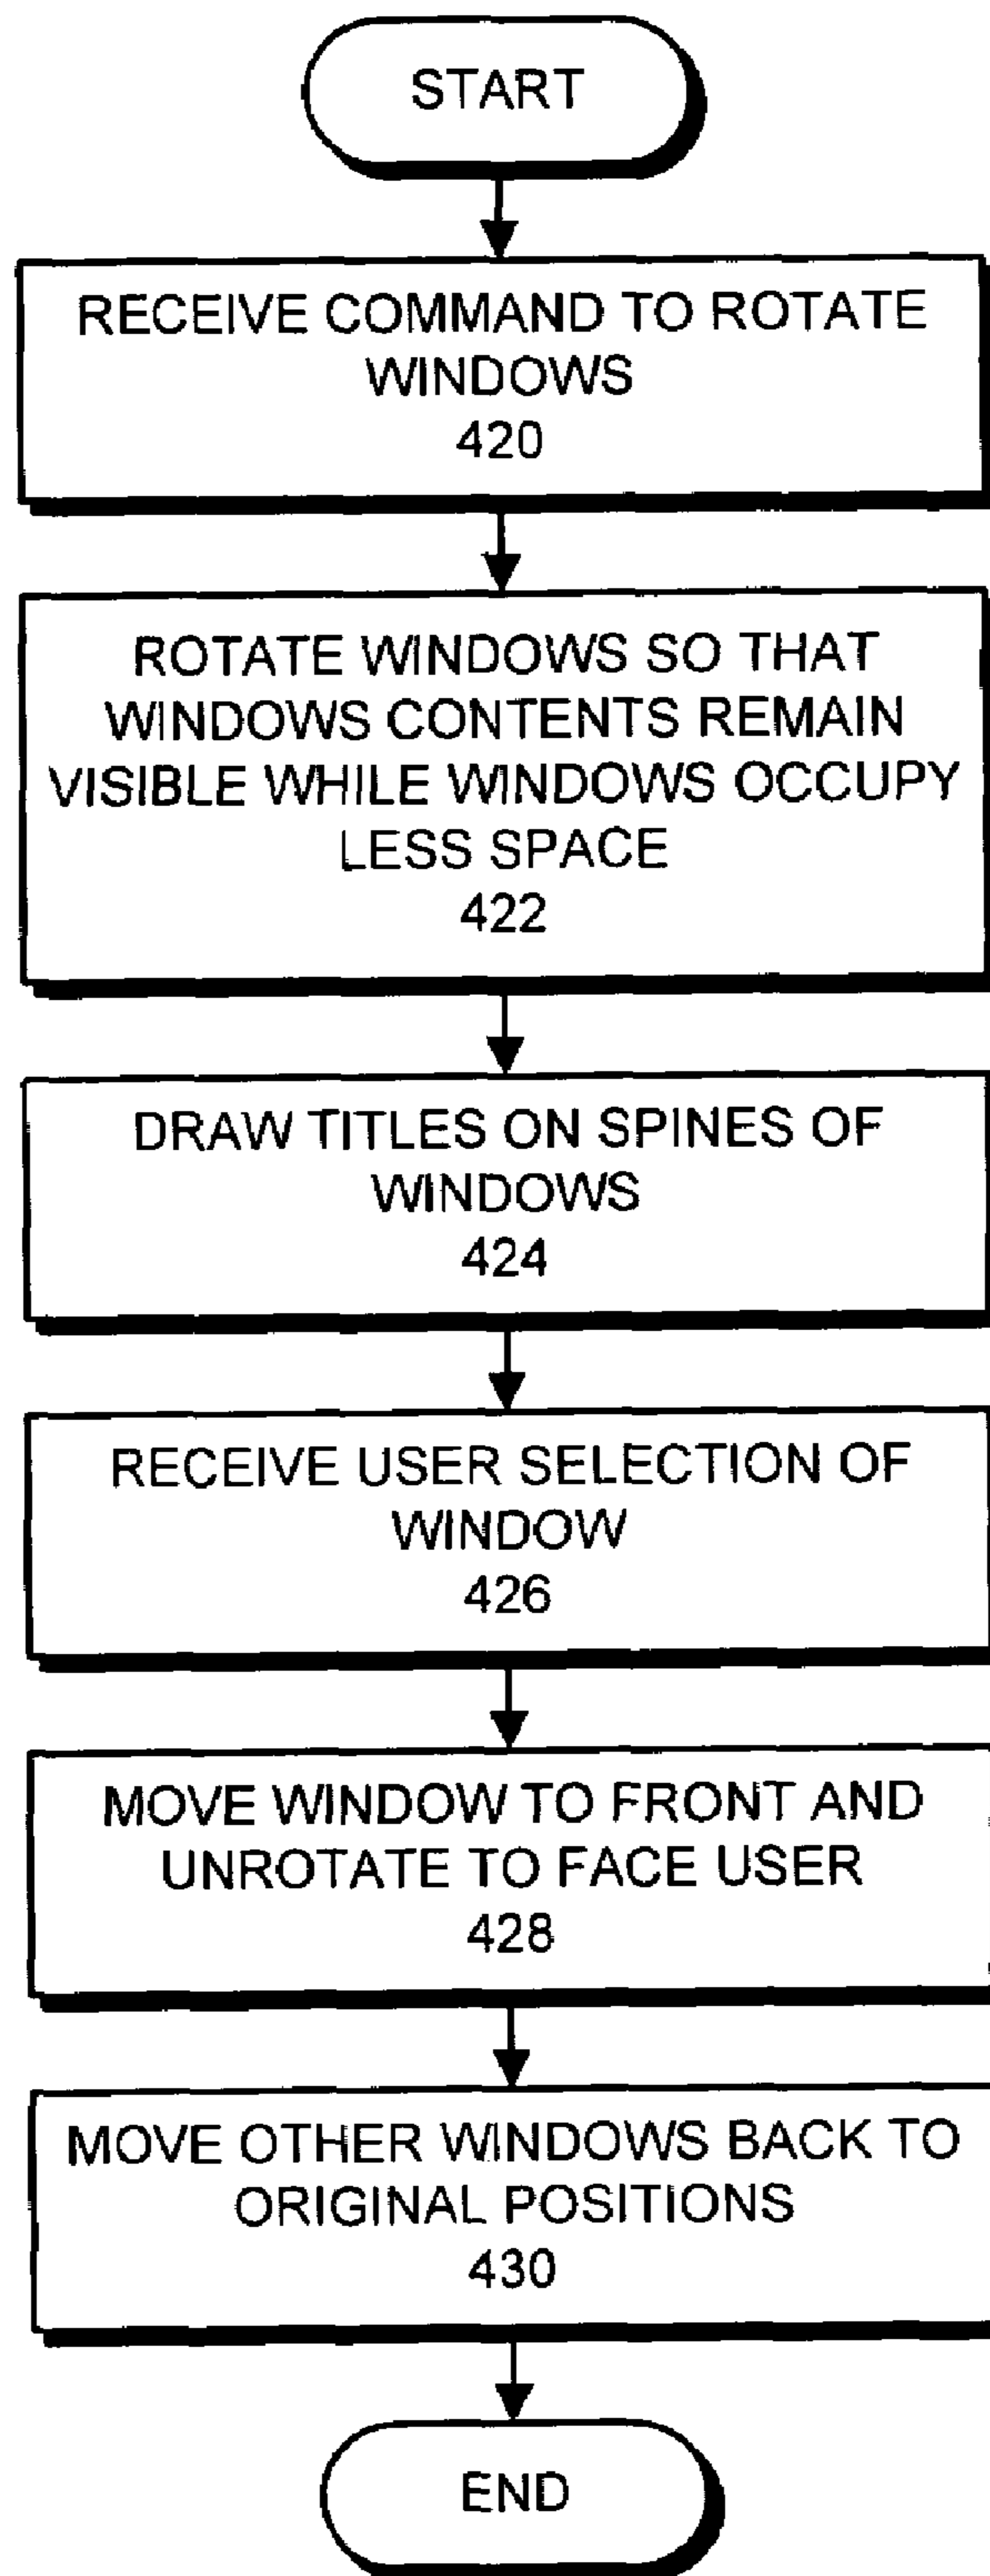 START
RECEIVE COMMAND TO ROTATE
WINDOWS
420
ROTATE WINDOWS SO THAT
WINDOWS CONTENTS REMAIN
VISIBLE WHILE WINDOWS OCCUPY
LESS SPACE
422
DRAW TITLES ON SPINES OF
WINDOWS
424
RECEIVE USER SELECTION OF
WINDOW
426
MOVE WINDOW TO FRONT AND
UNROTATE TO FACE USER
428
MOVE OTHER WINDOWS BACK TO
ORIGINAL POSITIONS
430
END